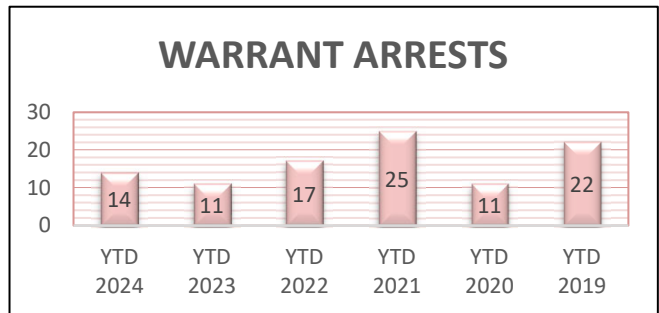 WARRANT ARRESTS
30
20
10
0
14
11
17
25
11
22
YTD 2024
YTD 2023
YTD 2022
YTD 2021
YTD 2020
YTD 2019